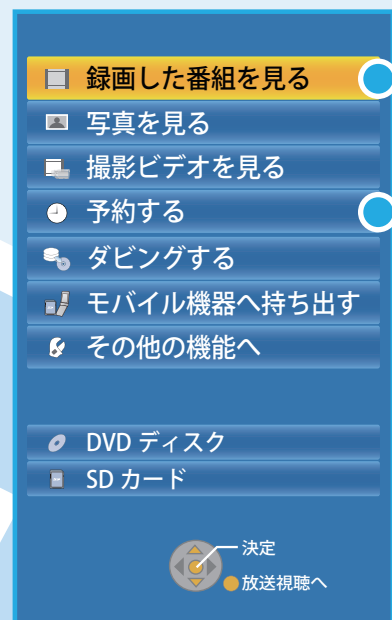 録画した番組を見る
写真を見る
撮影ビデオを見る
予約する
ダビングする
モバイル機器へ持ち出す
その他の機能へ
DVD ディスク
SD カード
決定
放送視聴へ